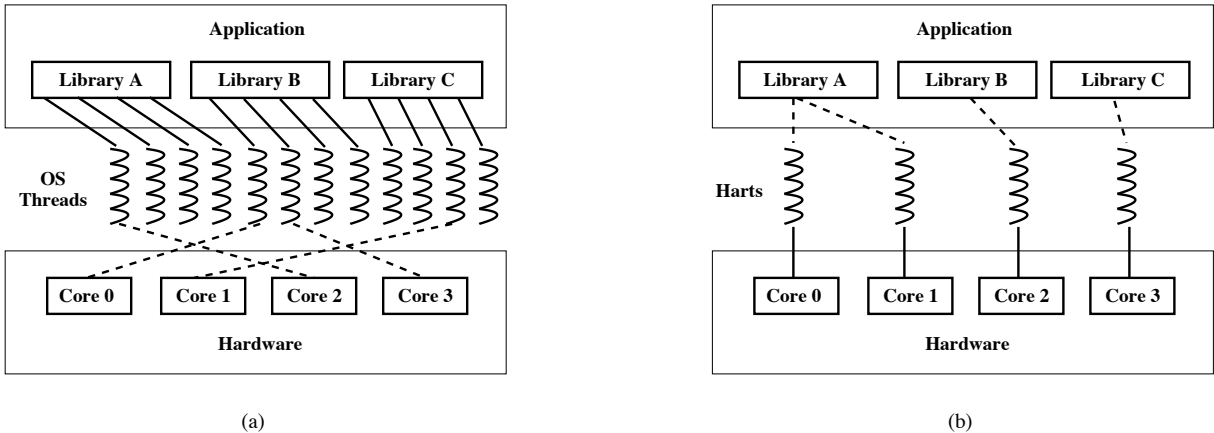 Application
Library A
Library B
Library C
OS
Threads
Core 0
Core 1
Core 2
Core 3
Hardware
(a)
Application
Library A
Library B
Library C
Harts
Core 0
Core 1
Core 2
Core 3
Hardware
(b)